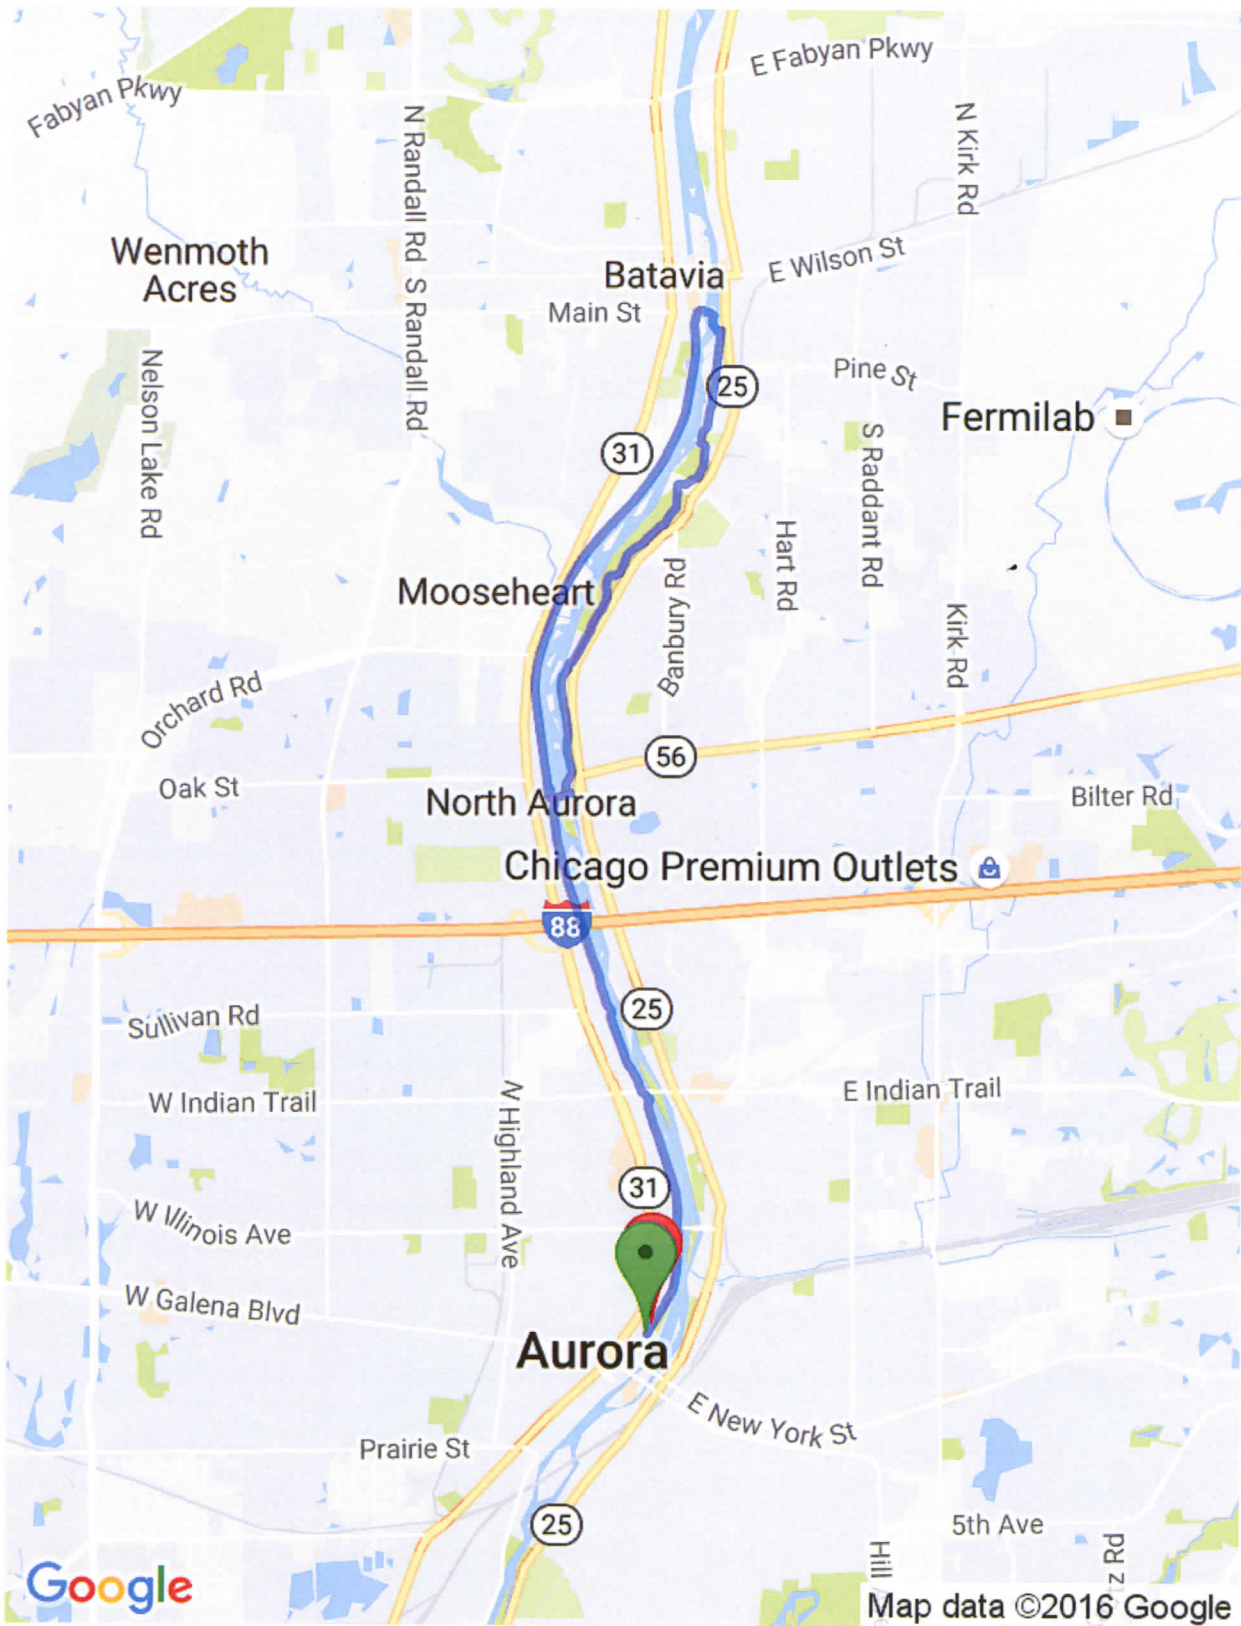 E Fabyan Pkwy
Fabyan Pkwy
N Randall Rd
N Kirk Rd
Wenmoth
Acres
Batavia
E Wilson St
S Randall Rd
Main St
Nelson Lake Rd
Pine St
25
Fermilab
31
S Raddant Rd
Hart Rd
Mooseheart
Banbury Rd
Kirk Rd
Orchard Rd
56
Oak St
North Aurora
Bilter Rd
Chicago Premium Outlets
88
25
Sullivan Rd
W Indian Trail
E Indian Trail
N Highland Ave
31
W Illinois Ave
W Galena Blvd
Aurora
E New York St
Prairie St
25
5th Ave
Hill
Rd
Google
Map data ©2016 Google